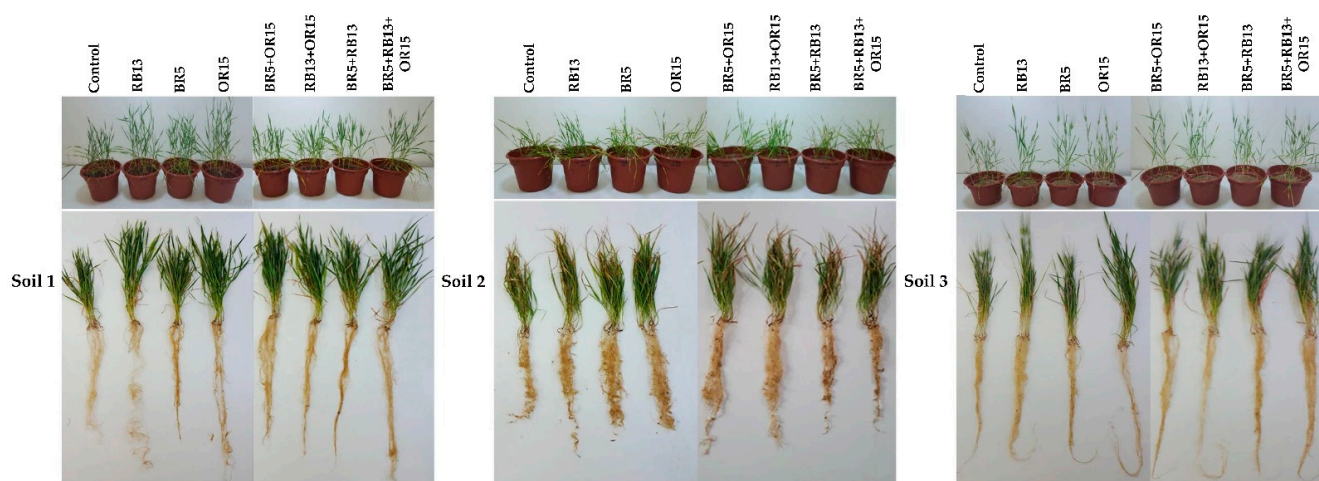 Control
RB13
BR5
OR15
BR5+OR15
RB13+OR15
BR5+RB13
BR5+RB13+
OR15
Control
RB13
BR5
OR15
BR5+OR15
RB13+OR15
BR5+RB13
BR5+RB13+
OR15
Control
RB13
BR5
OR15
BR5+OR15
RB13+OR15
BR5+RB13
BR5+RB13+
OR15
Soil 1
Soil 2
Soil 3